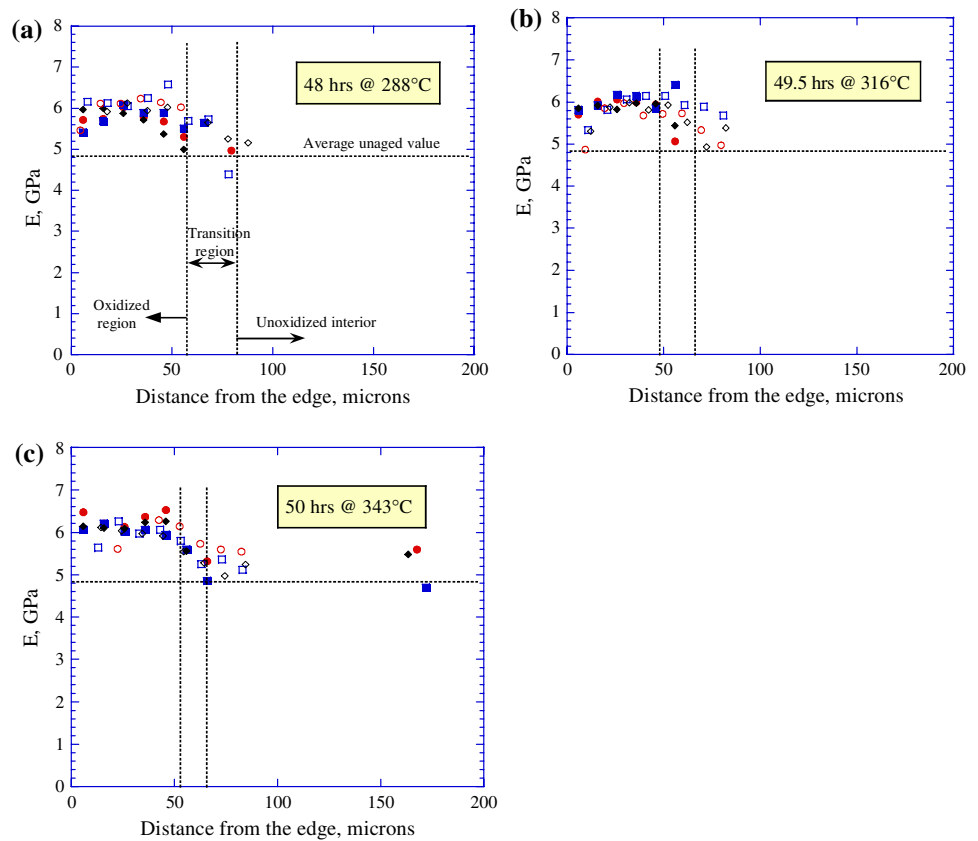 (a)
8
7
6
5
4
3
2
1
0
E, GPa
48 hrs @ 288°C
Average unaged value
Transition
region
Oxidized
region
Unoxidized interior
0
50
100
150
200
Distance from the edge, microns
(b)
8
7
6
5
4
3
2
1
0
E, GPa
49.5 hrs @ 316°C
0
50
100
150
200
Distance from the edge, microns
(c)
8
7
6
5
4
3
2
1
0
E, GPa
50 hrs @ 343°C
0
50
100
150
200
Distance from the edge, microns